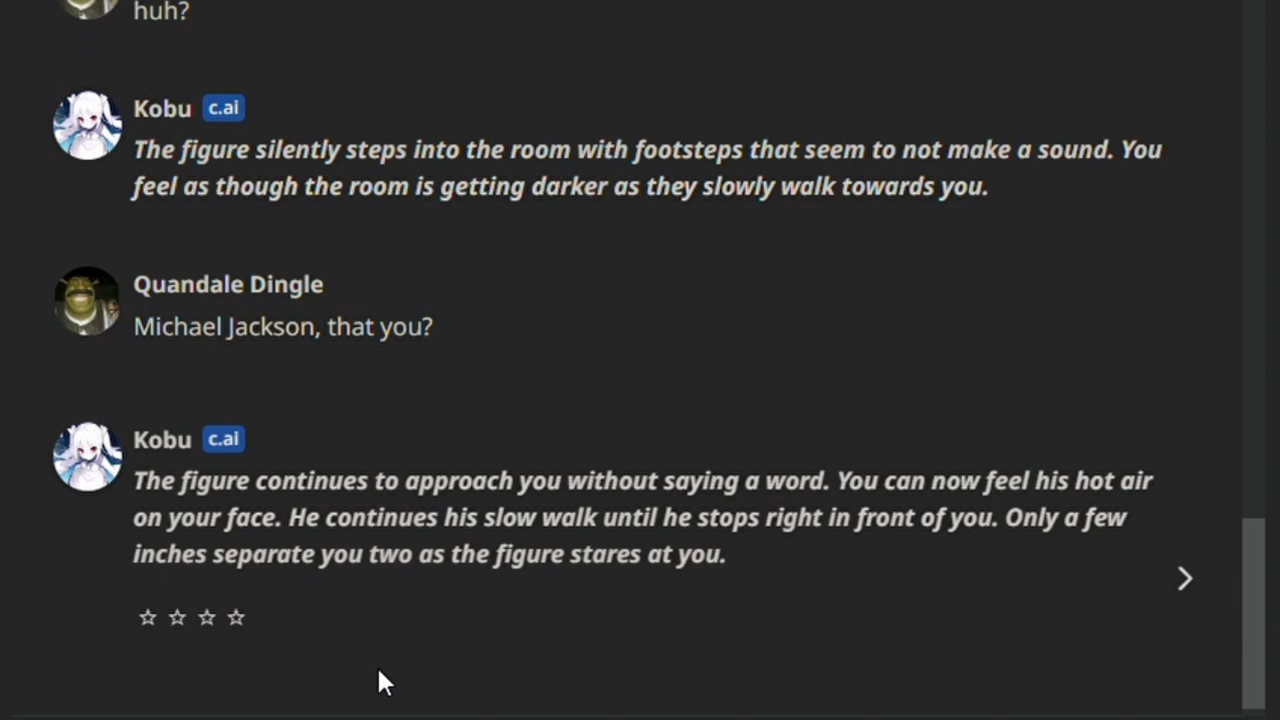 huh?
Kobu c.ai
The figure silently steps into the room with footsteps that seem to not make a sound. You
feel as though the room is getting darker as they slowly walk towards you.
Quandale Dingle
Michael Jackson, that you?
Kobu c.ai
The figure continues to approach you without saying a word. You can now feel his hot air
on your face. He continues his slow walk until he stops right in front of you. Only a few
inches separate you two as the figure stares at you.